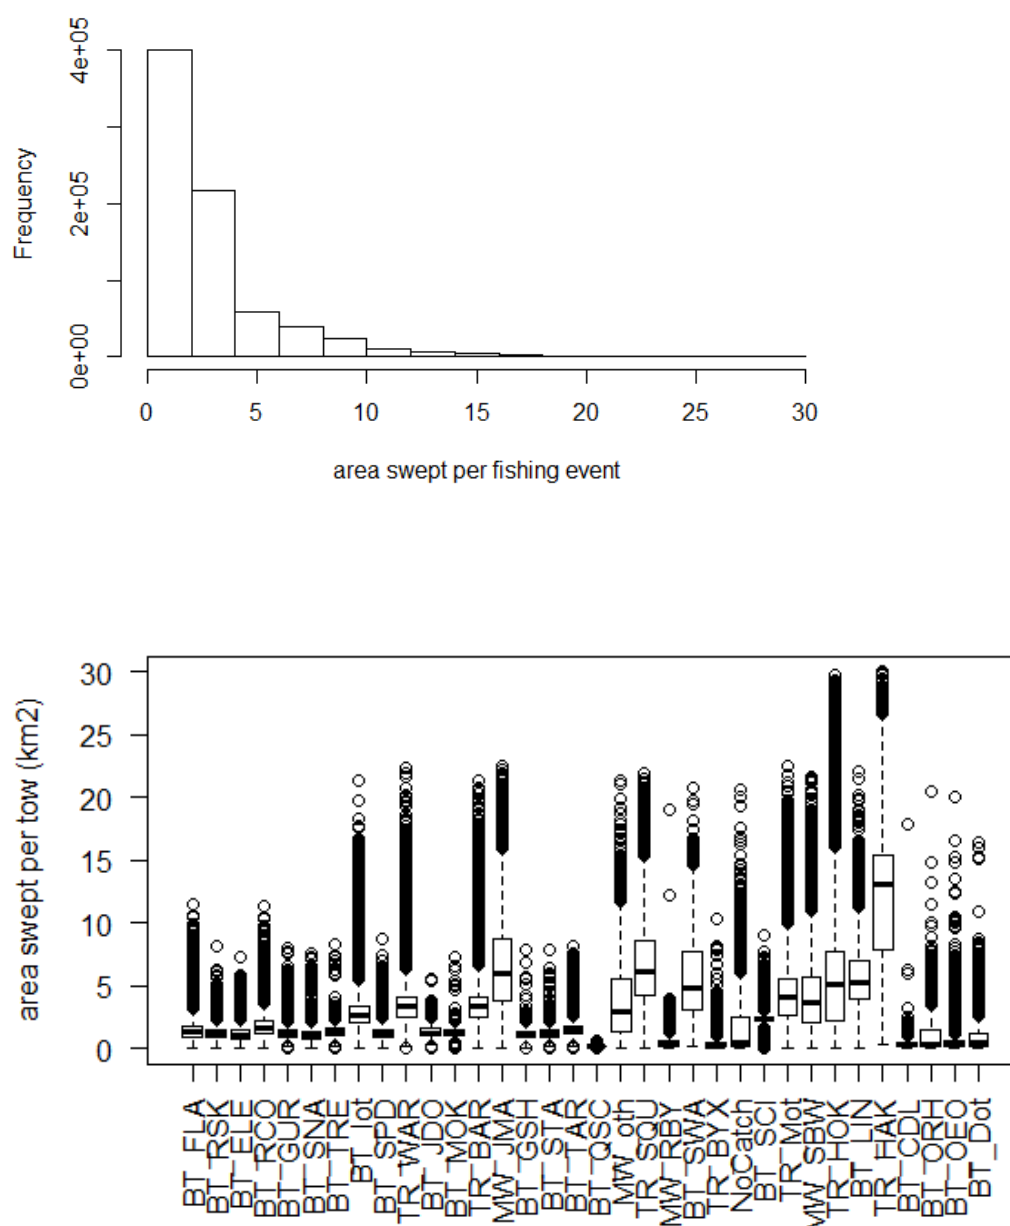 4e+05
2e+05
0e+00
Frequency
0 5 10 15 20 25 30
area swept per fishing event
30
25
20
15
10
5
0
area swept per tow (km2)
BT_FLA
BT_RSK
BT_ELE
BT_RCO
BT_GUR
BT_SNA
BT_TRE
BT_Iot
BT_SPD
TR_WAR
BT_JDO
BT_MOK
TR_BAR
MW_JMA
BT_GSH
BT_STA
BT_TAR
BT_QSC
MW_oth
TR_SQU
MW_RBY
BT_SWA
TR_BYX
NoCatch
BT_SCI
TR_Mot
MW_SBW
TR_HOK
BT_LIN
TR_HAK
BT_CDL
BT_ORH
BT_OEO
BT_Dot